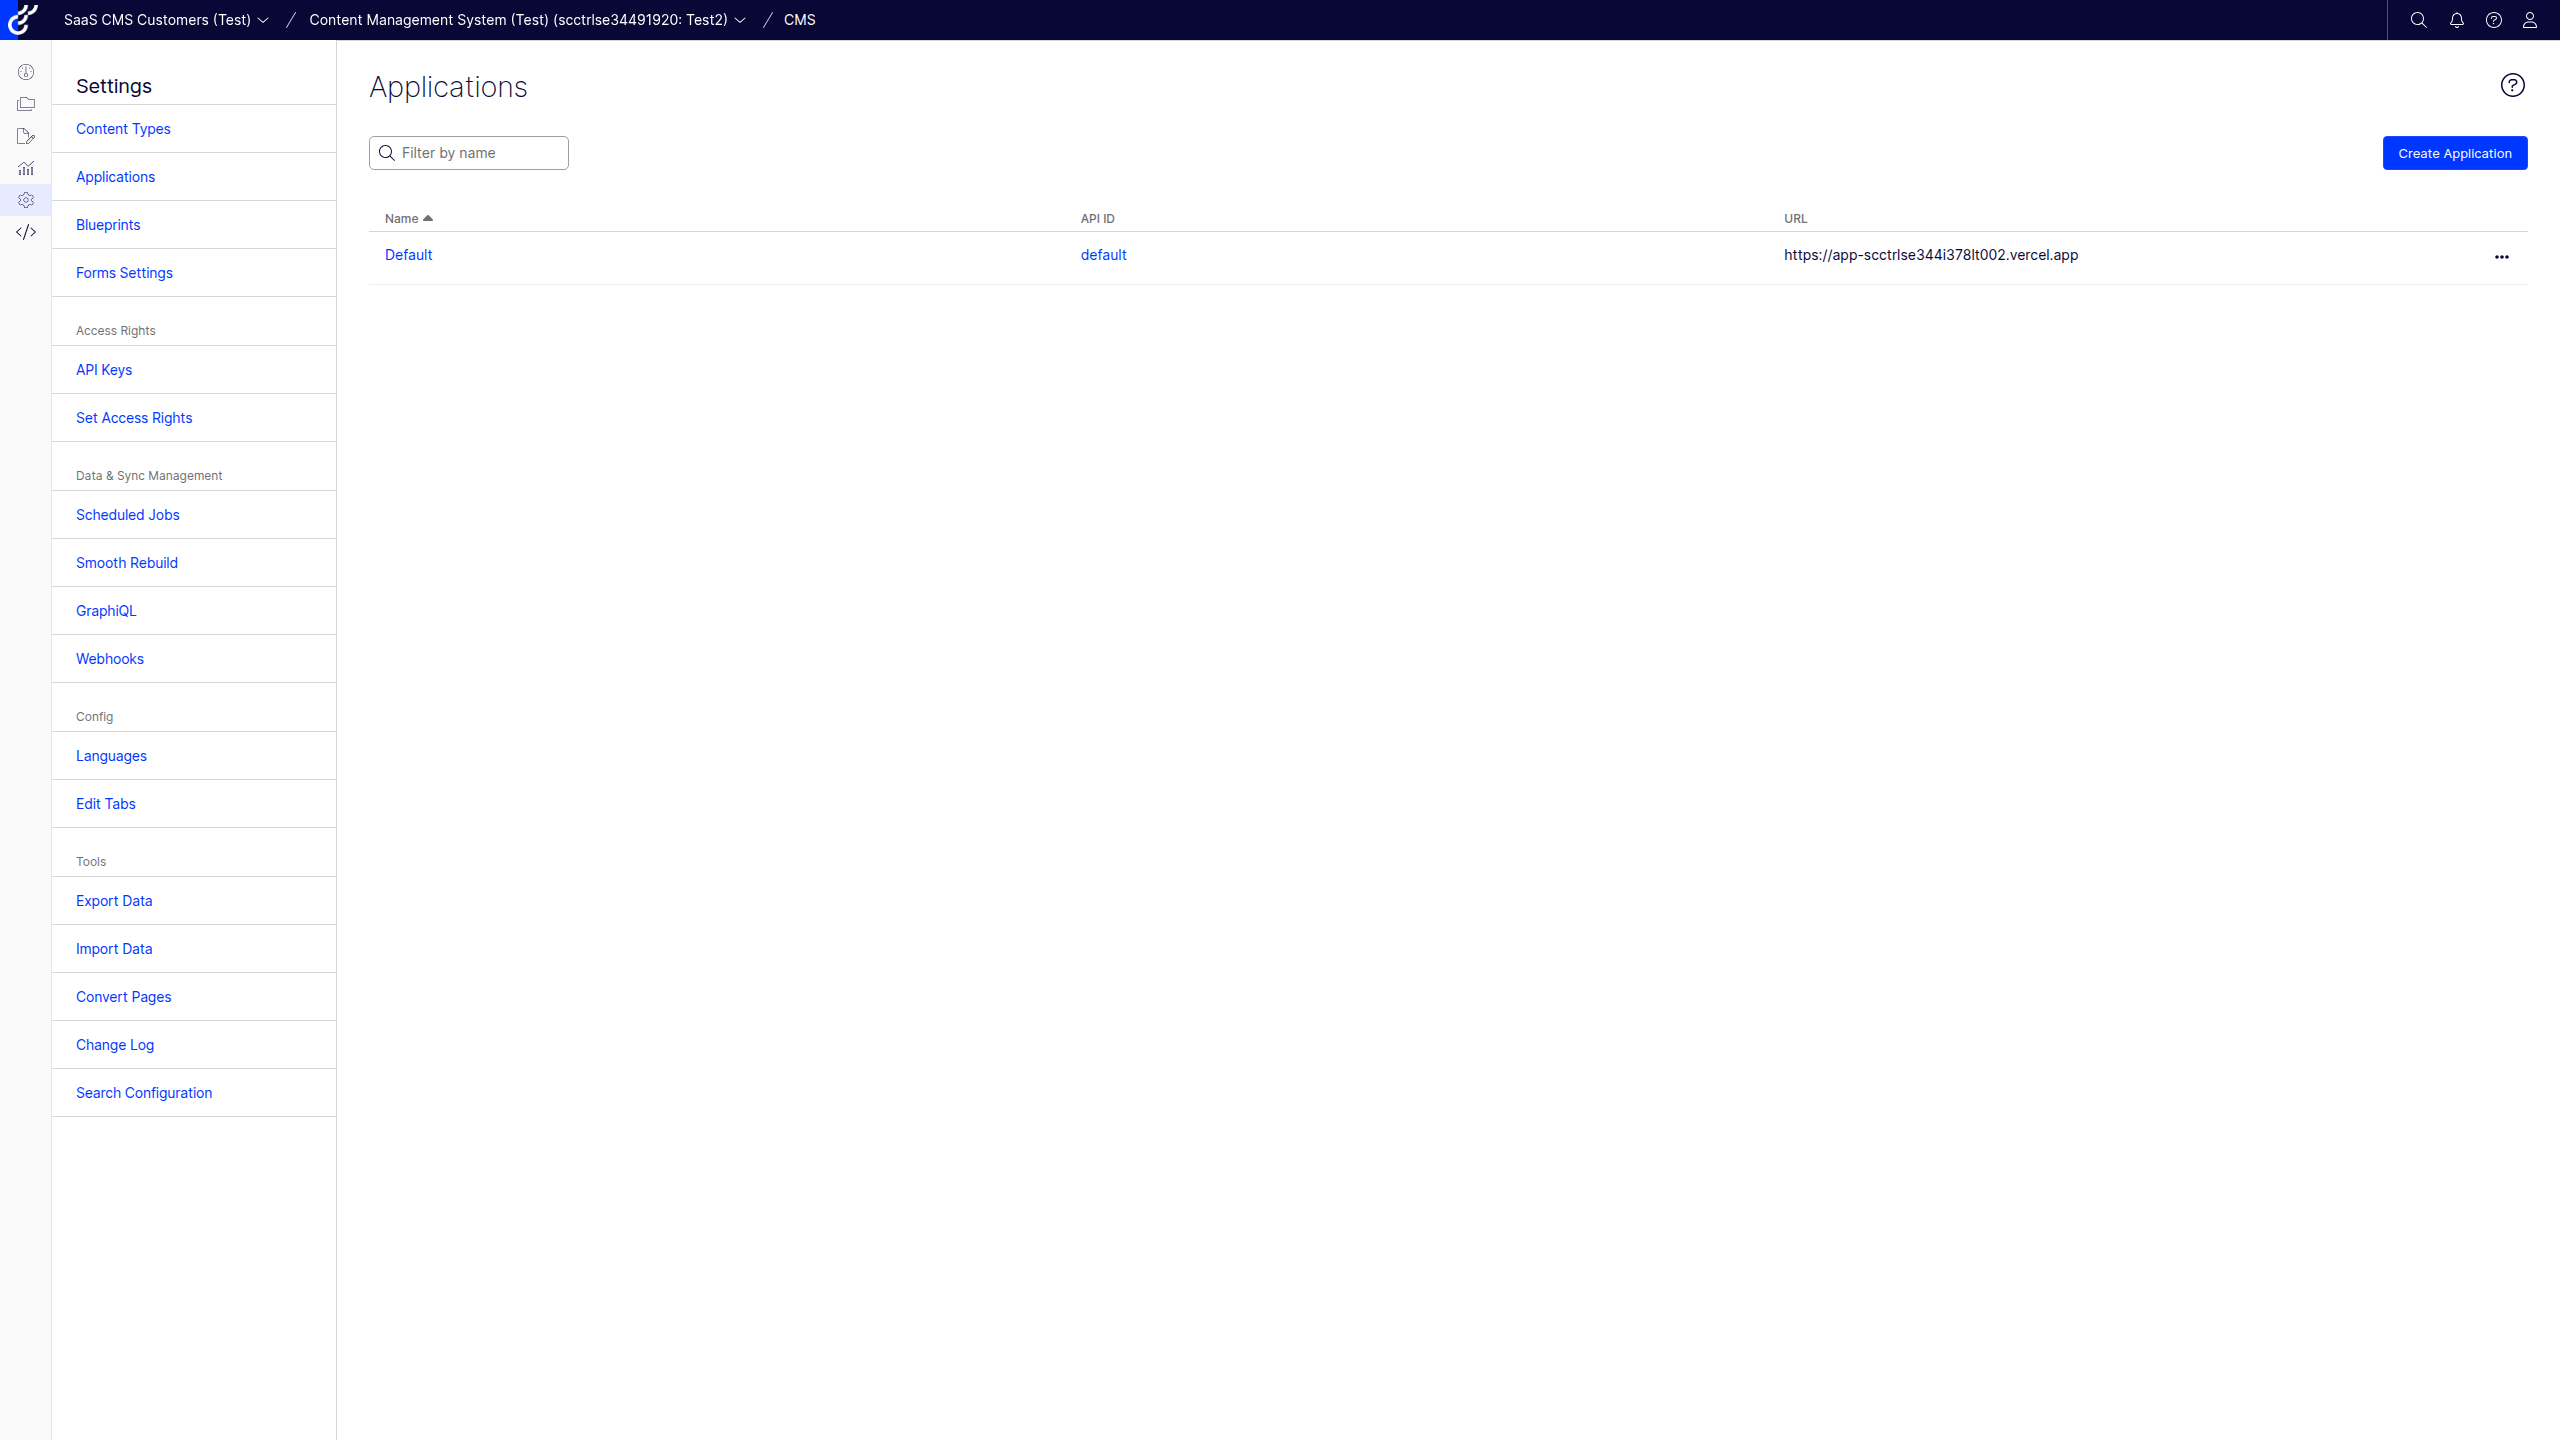 SaaS CMS Customers (Test) / Content Management System (Test) (scctrlse34491920: Test2) / CMS
Settings
Content Types
Applications
Blueprints
Forms Settings
Access Rights
API Keys
Set Access Rights
Data & Sync Management
Scheduled Jobs
Smooth Rebuild
GraphiQL
Webhooks
Config
Languages
Edit Tabs
Tools
Export Data
Import Data
Convert Pages
Change Log
Search Configuration
Applications
Filter by name
Create Application
Name API ID URL
Default default https://app-scctrlse344i378lt002.vercel.app